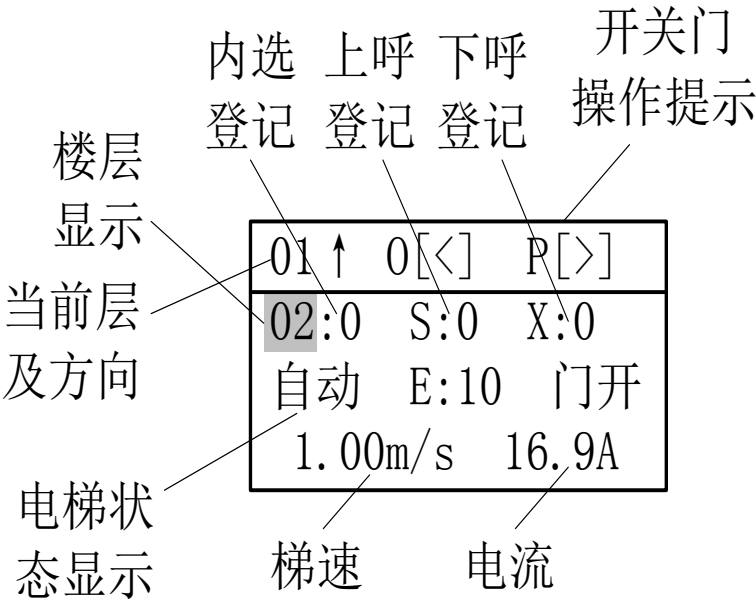 内选
登记
上呼
登记
下呼
登记
开关门
操作提示
楼层
显示
当前层
及方向
01↑ O[<] P[>]
02:0 S:0 X:0
自动 E:10 门开
1.00m/s 16.9A
电梯状
态显示
梯速
电流